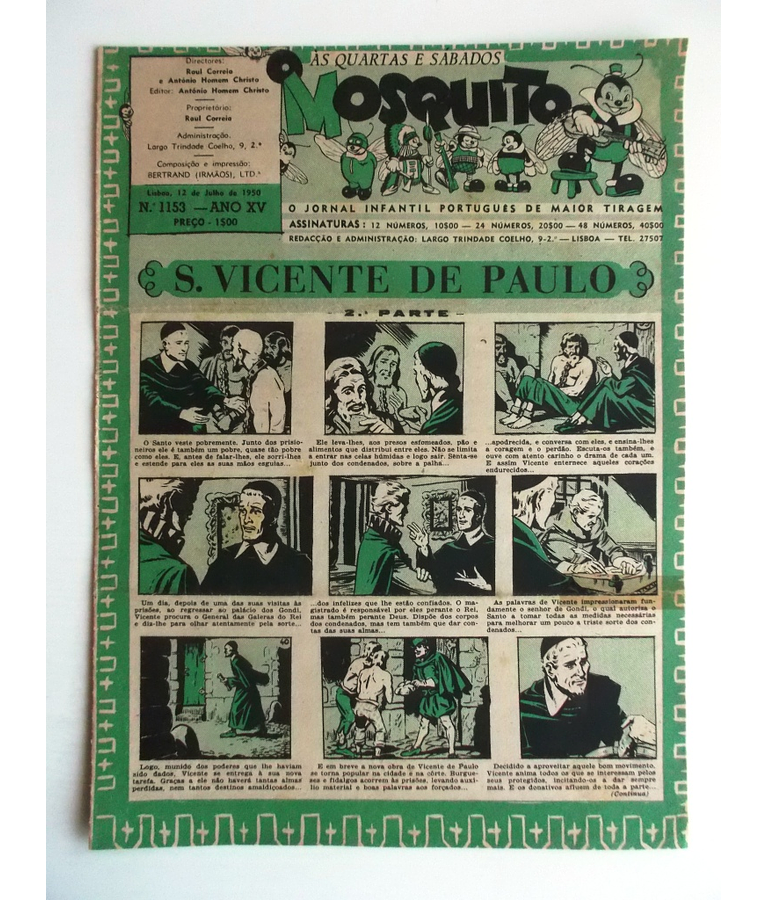 Directores:
Raul Correia
e António Homem Christo
Editor: António Homem Christo
Proprietário:
Raul Correia
Administração.
Largo Trindade Coelho, 9, 2.º
Composição e impressão:
BERTRAND (IRMÃOS), LTD.ª
Lisboa, 12 de Julho de 1950
N.º 1153 — ANO XV
PREÇO - 1$00
ÀS QUARTAS E SÁBADOS
O MOSQUITO
O JORNAL INFANTIL PORTUGUÊS DE MAIOR TIRAGEM
ASSINATURAS: 12 NÚMEROS, 10$00 — 24 NÚMEROS, 20$00 — 48 NÚMEROS, 40$00
REDACÇÃO E ADMINISTRAÇÃO: LARGO TRINDADE COELHO, 9-2.º — LISBOA — TEL. 27507
S. VICENTE DE PAULO
- 2.ª PARTE -
O Santo veste pobremente. Junto dos prisio-
neiros ele é também um pobre, quase tão pobre
como eles. E, antes de falar-lhes, ele sorri-lhes
e estende para eles as suas mãos esguias...
Ele leva-lhes, aos presos esfomeados, pão e
alimentos que distribui entre eles. Não se limita
a entrar nas celas húmidas e logo sair. Senta-se
junto dos condenados, sobre a palha...
...apodrecida, e conversa com eles, e ensina-lhes
a coragem e o perdão. Escuta-os também, e
ouve com atento carinho o drama de cada um.
E assim Vicente enternece aqueles corações
endurecidos...
Um dia, depois de uma das suas visitas às
prisões, ao regressar ao palácio dos Gondi,
Vicente procura o General das Galeras do Rei
e diz-lhe para olhar atentamente pela sorte...
...dos infelizes que lhe estão confiados. O ma-
gistrado é responsável por eles perante o Rei,
mas também perante Deus. Dispõe dos corpos
dos condenados, mas tem também que dar con-
tas das suas almas...
As palavras de Vicente impressionaram fun-
damente o senhor de Gondi, o qual autoriza o
Santo a tomar todas as medidas necessárias
para melhorar um pouco a triste sorte dos con-
denados...
Logo, munido dos poderes que lhe haviam
sido dados, Vicente se entrega à sua nova
tarefa. Graças a ele não haverá tantas almas
perdidas, nem tantos destinos amaldiçoados...
E em breve a nova obra de Vicente de Paulo
se torna popular na cidade e na côrte. Burgue-
ses e fidalgos ocorrem às prisões, levando auxí-
lio material e boas palavras aos forçados...
Decidido a aproveitar aquele bom movimento,
Vicente anima todos os que se interessam pelos
seus protegidos, incitando-os a dar sempre
mais. E os donativos afluem de toda a parte...
(Continua)